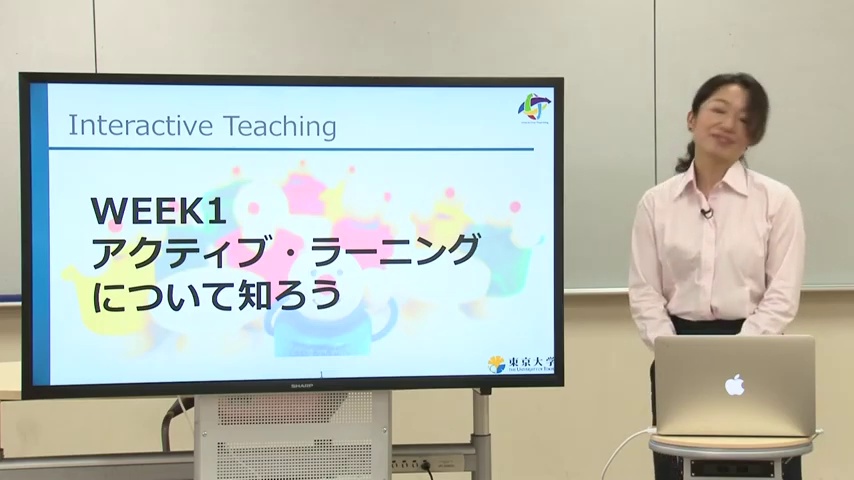 Interactive Teaching
WEEK1
アクティブ・ラーニング
について知ろう
東京大学
SHARP